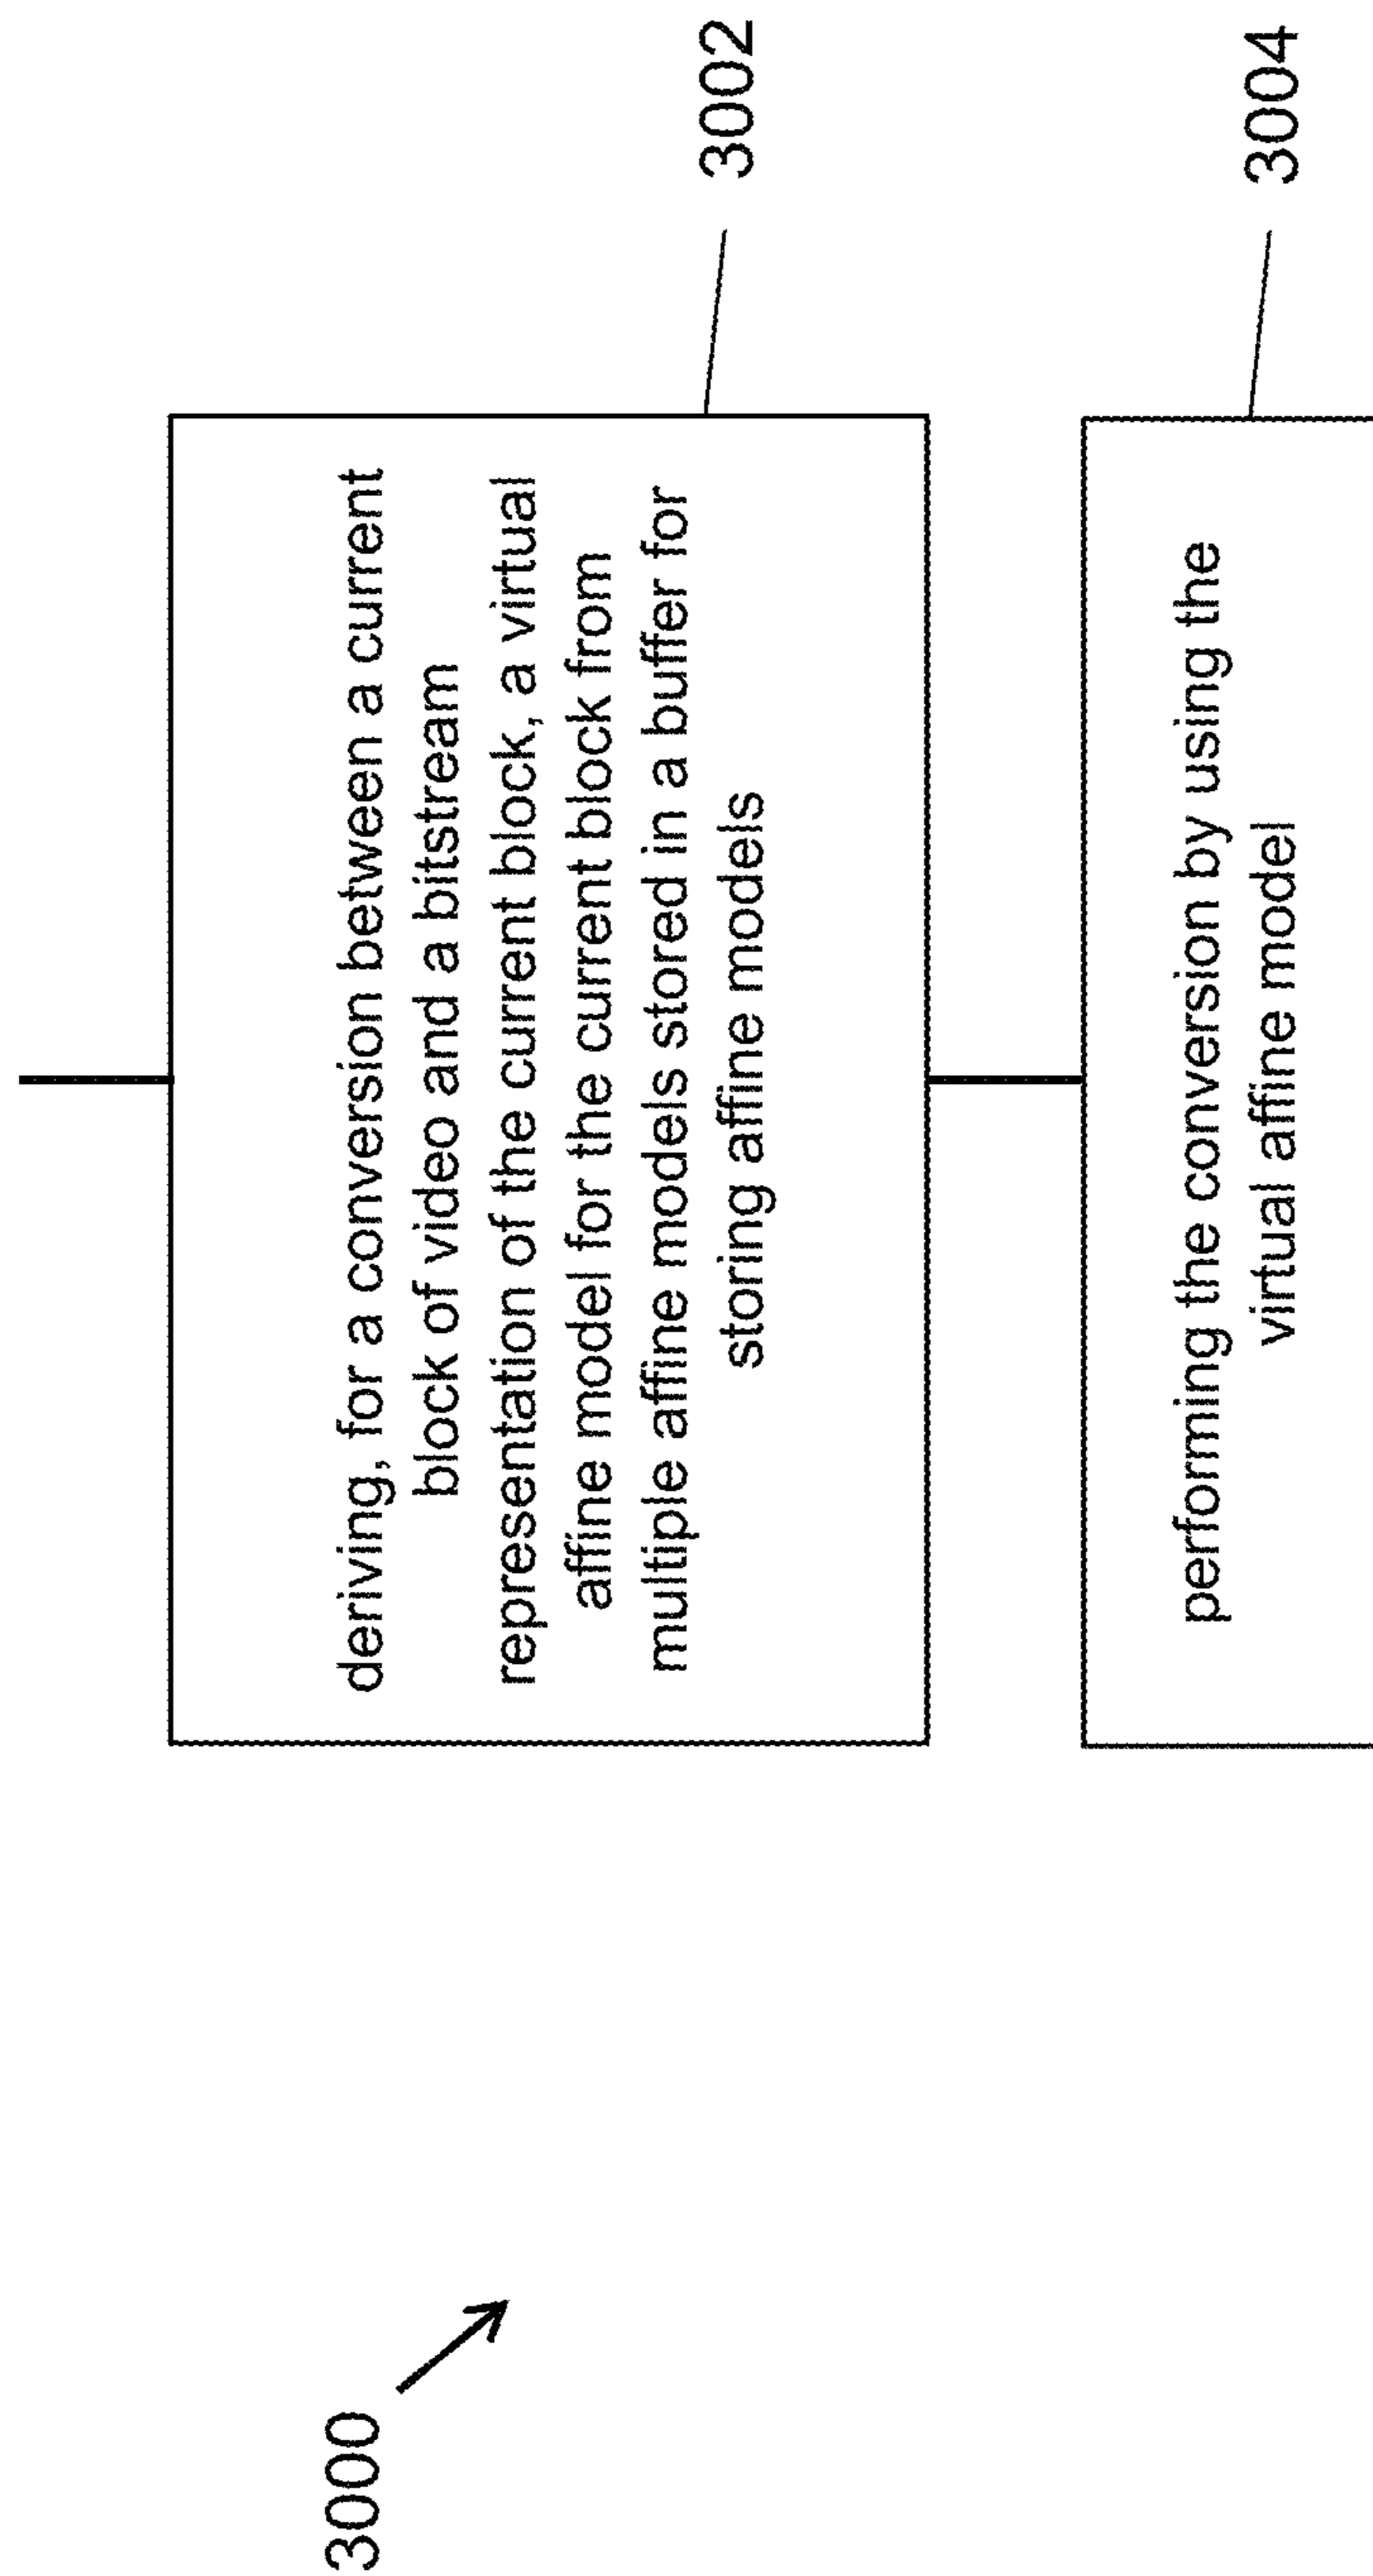 3000
deriving, for a conversion between a current
block of video and a bitstream
representation of the current block, a virtual
affine model for the current block from
multiple affine models stored in a buffer for
storing affine models
3002
performing the conversion by using the
virtual affine model
3004